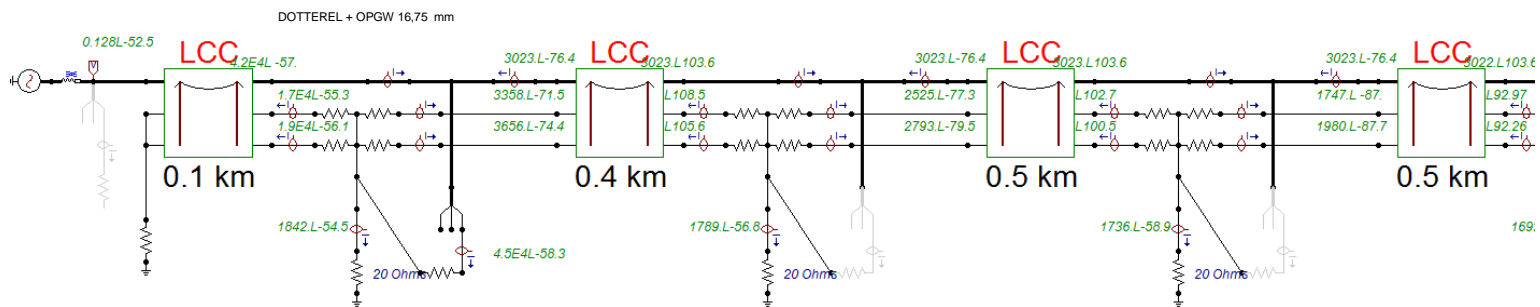 DOTTEREL + OPGW 16,75 mm
0.128L-52.5
V
LCC
4.2E4L -57.
3023.L-76.4
LCC
3023.L103.6
3023.L-76.4
LCC
3023.L103.6
3023.L-76.4
LCC
3022.L103.6
1.7E4L-55.3
3358.L-71.5
L108.5
2525.L-77.3
L102.7
1747.L -87.
L92.97
1.9E4L-56.1
3656.L-74.4
L105.6
2793.L-79.5
L100.5
1980.L-87.7
L92.26
0.1 km
0.4 km
0.5 km
0.5 km
1842.L-54.5
4.5E4L-58.3
1789.L-56.8
1736.L-58.9
1692
20 Ohms
20 Ohms
20 Ohms